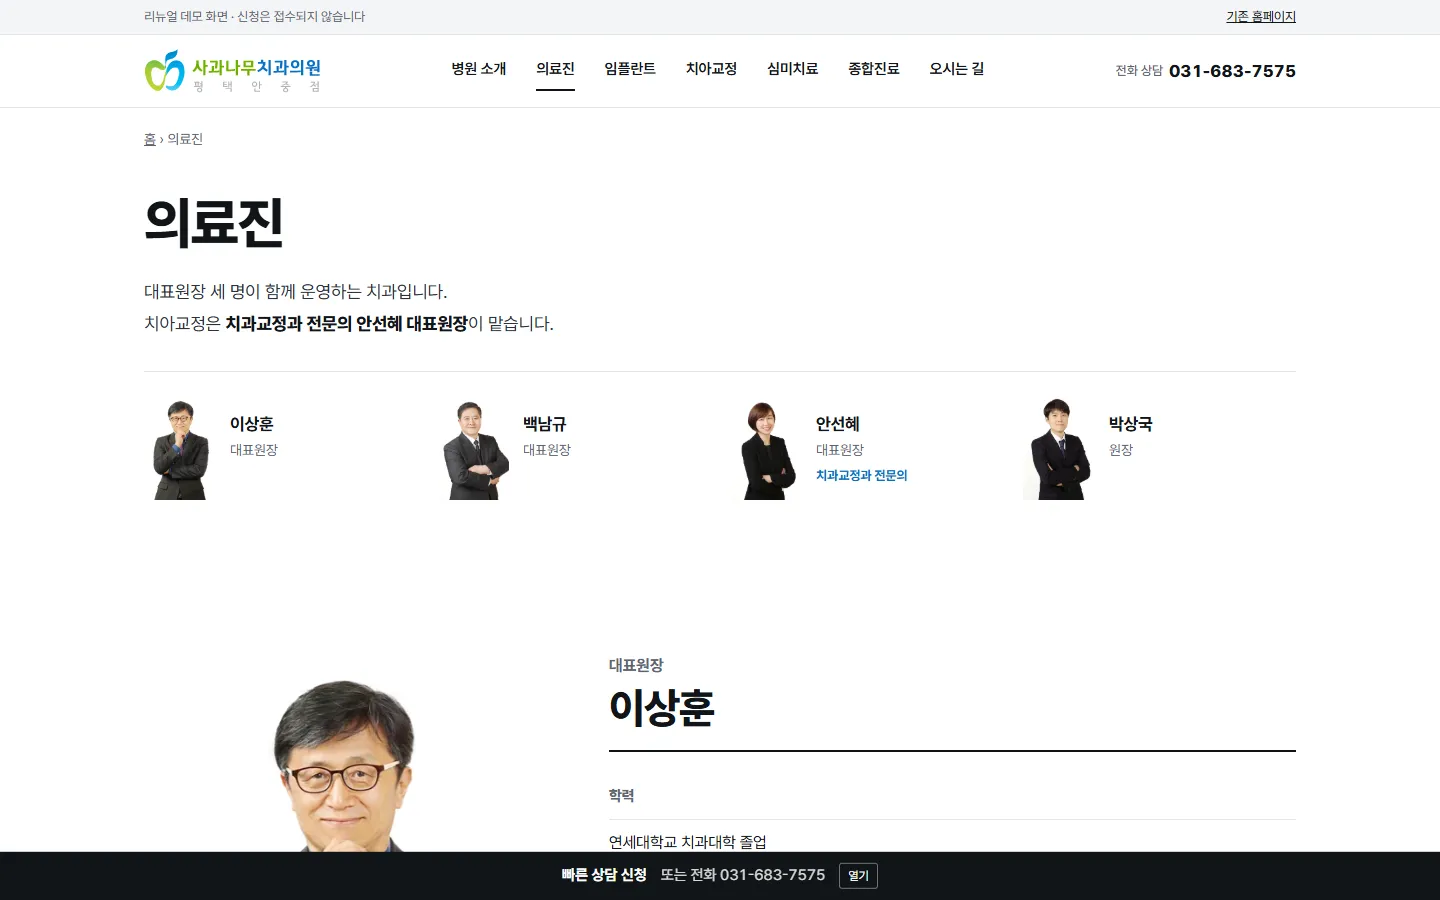 리뉴얼 데모 화면 · 신청은 접수되지 않습니다
기존 홈페이지
사과나무치과의원
평택안중점
병원 소개
의료진
임플란트
치아교정
심미치료
종합진료
오시는 길
전화 상담 031-683-7575
홈 › 의료진
의료진
대표원장 세 명이 함께 운영하는 치과입니다.
치아교정은 치과교정과 전문의 안선혜 대표원장이 맡습니다.
이상훈
대표원장
백남규
대표원장
안선혜
대표원장
치과교정과 전문의
박상국
원장
대표원장
이상훈
학력
연세대학교 치과대학 졸업
빠른 상담 신청 또는 전화 031-683-7575 열기